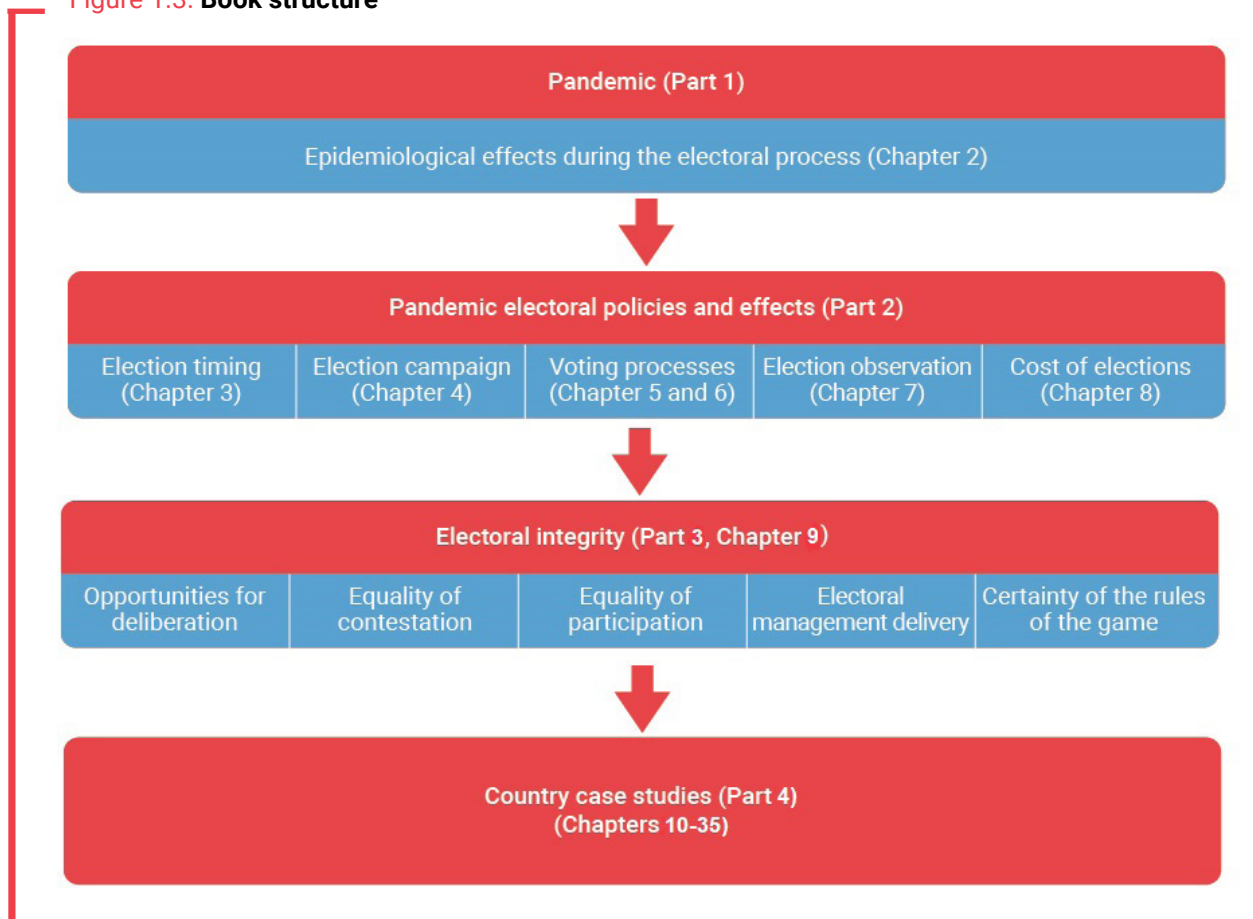 Figure 1.3. Book structure
Pandemic (Part 1)
Epidemiological effects during the electoral process (Chapter 2)
Pandemic electoral policies and effects (Part 2)
Election timing
(Chapter 3)
Election campaign
(Chapter 4)
Voting processes
(Chapter 5 and 6)
Election observation
(Chapter 7)
Cost of elections
(Chapter 8)
Electoral integrity (Part 3, Chapter 9)
Opportunities for
deliberation
Equality of
contestation
Equality of
participation
Electoral
management delivery
Certainty of the rules
of the game
Country case studies (Part 4)
(Chapters 10-35)